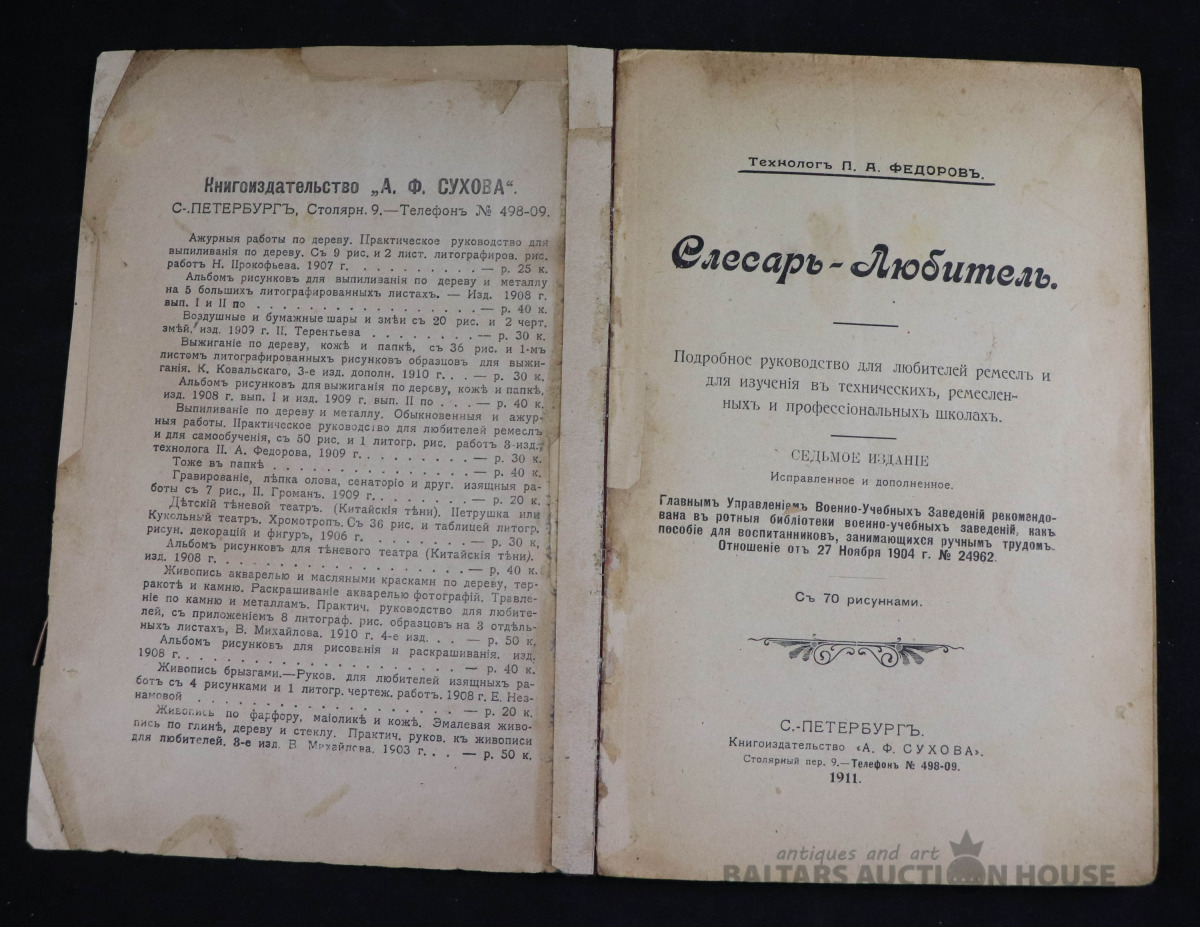 Книгоиздательство „А. Ф. СУХОВА“.
С-.ПЕТЕРБУРГЪ, Столярн. 9.—Телефонъ № 498-09.
Ажурныя работы по дереву. Практическое руководство для
выпиливанія по дереву. Съ 9 рис. и 2 лист. литографиров. рис.
работъ Н. Прокофьева. 1907 г. . . . . . . . . . — р. 25 к.
Альбомъ рисунковъ для выпиливанія по дереву и металлу
на 5 большихъ литографированныхъ листахъ. — Изд. 1908 г.
вып. I и II по . . . . . . . . . . . . . . . — р. 40 к.
Воздушные и бумажные шары и змѣи съ 20 рис. и 2 черт.
змѣй, изд. 1909 г. П. Терентьева . . . . . . . . — р. 30 к.
Выжиганіе по дереву, кожѣ и папкѣ, съ 36 рис. и 1-мъ
листомъ литографированныхъ рисунковъ образцовъ для выжи-
ганія. К. Ковальскаго, 3-е изд. дополн. 1910 г. . . — р. 30 к.
Альбомъ рисунковъ для выжиганія по дереву, кожѣ и папкѣ,
изд. 1908 г. вып. I и изд. 1909 г. вып. II по . . . — р. 40 к.
Выпиливаніе по дереву и металлу. Обыкновенныя и ажур-
ныя работы. Практическое руководство для любителей ремеслъ
и для самообученія, съ 50 рис. и 1 литогр. рис. работъ 3-изд.
технолога П. А. Федорова, 1909 г. . . . . . . . . — р. 30 к.
Тоже въ папкѣ . . . . . . . . . . . . . . . — р. 40 к.
Гравированіе, лѣпка олова, сенаторіо и друг. изящныя ра-
боты съ 7 рис., П. Громан. 1909 г. . . . . . . . — р. 20 к.
Дѣтскій тѣневой театръ. (Китайскія тѣни). Петрушка или
Кукольный театръ. Хромотропъ. Съ 36 рис. и таблицей литогр.
рисун. декорацій и фигуръ, 1906 г. . . . . . . . — р. 30 к.
Альбомъ рисунковъ для тѣневого театра (Китайскія тѣни).
изд. 1908 г. . . . . . . . . . . . . . . . . — р. 40 к.
Живопись акварелью и масляными красками по дереву, тер-
ракотѣ и камню. Раскрашиваніе акварелью фотографій. Травле-
ніе по камню и металламъ. Практич. руководство для любите-
лей, съ приложеніемъ 8 литограф. рис. образцовъ на 3 отдѣль-
ныхъ листахъ, В. Михайлова. 1910 г. 4-е изд. . . . — р. 50 к.
Альбомъ рисунковъ для рисованія и раскрашиванія. изд.
1908 г. . . . . . . . . . . . . . . . . . . — р. 40 к.
Живопись брызгами.—Руков. для любителей изящныхъ ра-
ботъ съ 4 рисунками и 1 литогр. чертеж. работъ. 1908 г. Е. Нез-
намовой . . . . . . . . . . . . . . . . . . — р. 20 к.
Живопись по фарфору, маіоликѣ и кожѣ. Эмалевая живо-
пись по глинѣ, дереву и стеклу. Практич. руков. къ живописи
для любителей. 3-е изд. В. Михайлова. 1903 г. . . — р. 50 к.
Технологъ П. А. ФЕДОРОВЪ.
Слесарь-Любитель.
Подробное руководство для любителей ремеслъ и
для изученія въ техническихъ, ремеслен-
ныхъ и профессіональныхъ школахъ.
СЕДЬМОЕ ИЗДАНІЕ
Исправленное и дополненное.
Главнымъ Управленіемъ Военно-Учебныхъ Заведеній рекомендо-
вана въ ротныя библіотеки военно-учебныхъ заведеній, какъ
пособіе для воспитанниковъ, занимающихся ручнымъ трудомъ.
Отношеніе отъ 27 Ноября 1904 г. № 24962.
Съ 70 рисунками.
С.-ПЕТЕРБУРГЪ.
Книгоиздательство «А. Ф. СУХОВА».
Столярный пер. 9.—Телефонъ № 498-09.
1911.
antiques and art
BALTARS AUCTION HOUSE